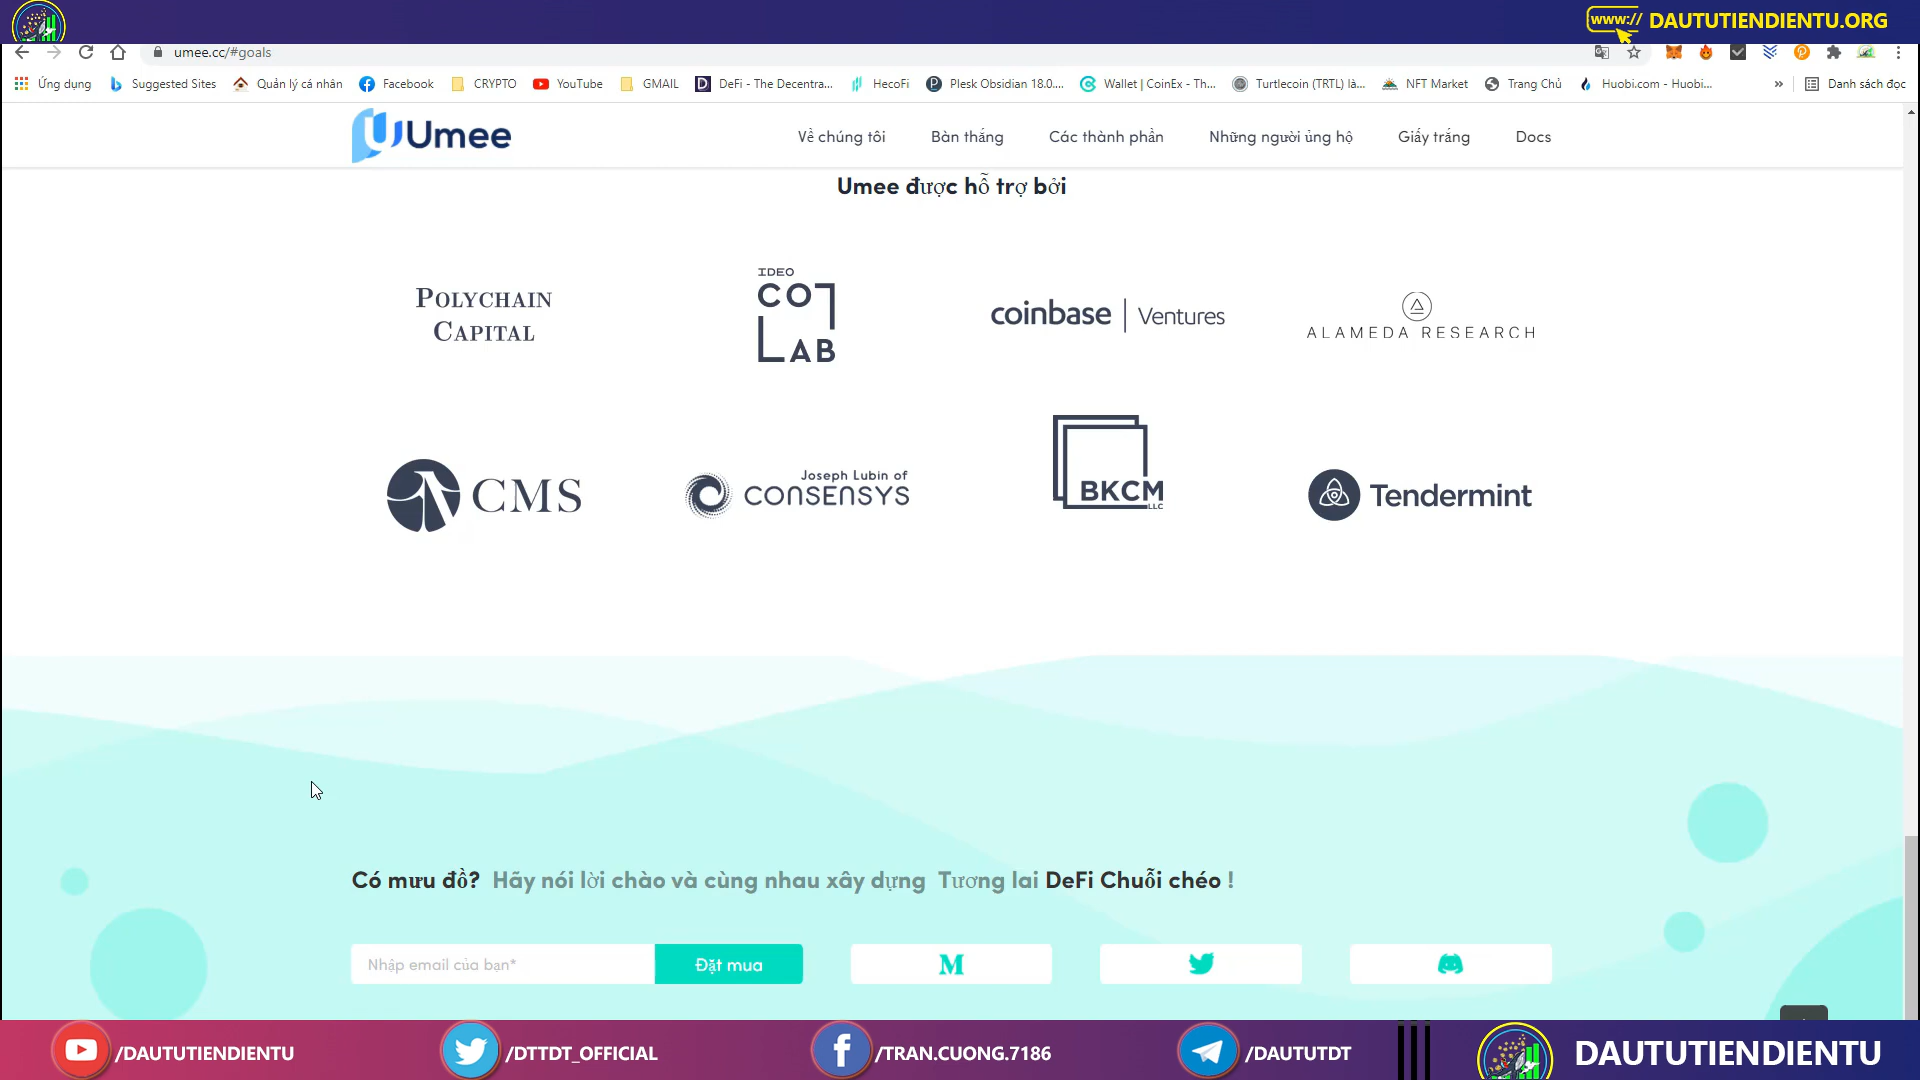 www:// DAUTUTIENDIENTU.ORG
umee.cc/#goals
Ứng dụng
Suggested Sites
Quản lý cá nhân
Facebook
CRYPTO
YouTube
GMAIL
DeFi - The Decentra...
HecoFi
Plesk Obsidian 18.0....
Wallet | CoinEx - Th...
Turtlecoin (TRTL) là...
NFT Market
Trang Chủ
Huobi.com - Huobi...
»
Danh sách đọc
Umee
Về chúng tôi
Bàn thắng
Các thành phần
Những người ủng hộ
Giấy trắng
Docs
Umee được hỗ trợ bởi
POLYCHAIN
CAPITAL
IDEO
CO
LAB
coinbase | Ventures
ALAMEDA RESEARCH
CMS
Joseph Lubin of
CONSENSYS
BKCM
LLC
Tendermint
Có mưu đồ? Hãy nói lời chào và cùng nhau xây dựng Tương lai DeFi Chuỗi chéo !
Nhập email của bạn*
Đặt mua
/DAUTUTIENDIENTU
/DTTDT_OFFICIAL
/TRAN.CUONG.7186
/DAUTUTDT
DAUTUTIENDIENTU